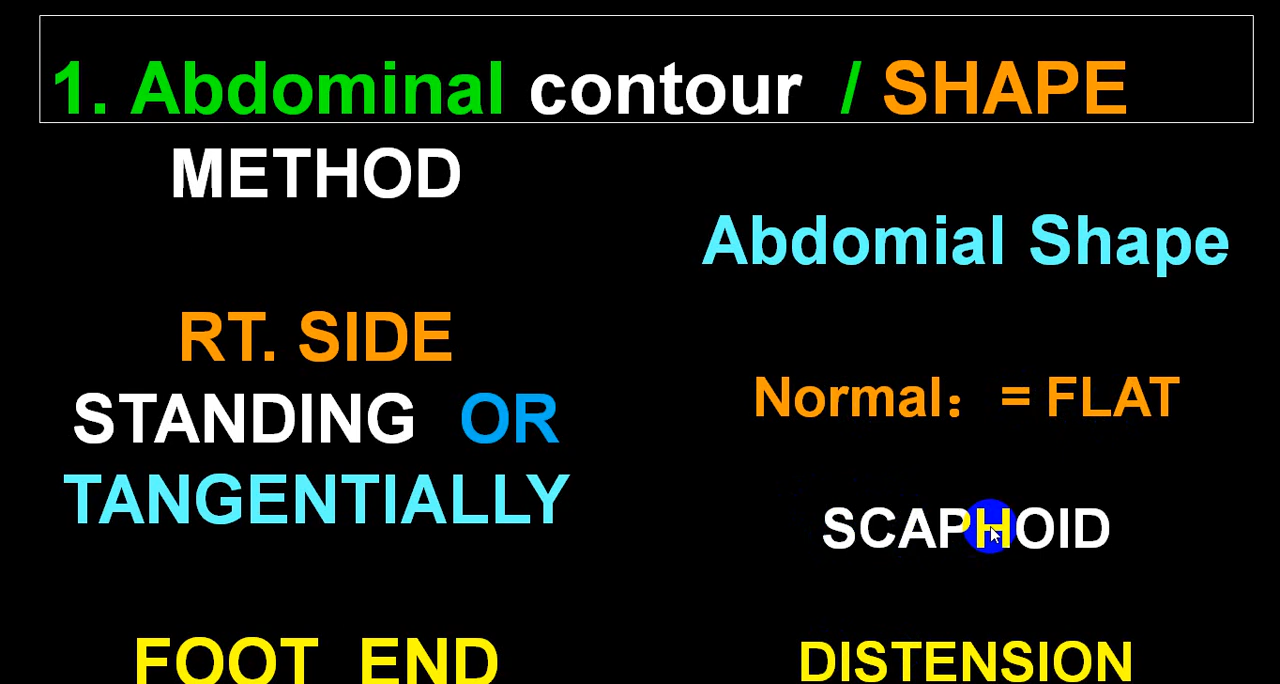 1. Abdominal contour / SHAPE
METHOD
RT. SIDE
STANDING OR
TANGENTIALLY
FOOT END
Abdomial Shape
Normal： = FLAT
SCAPHOID
DISTENSION